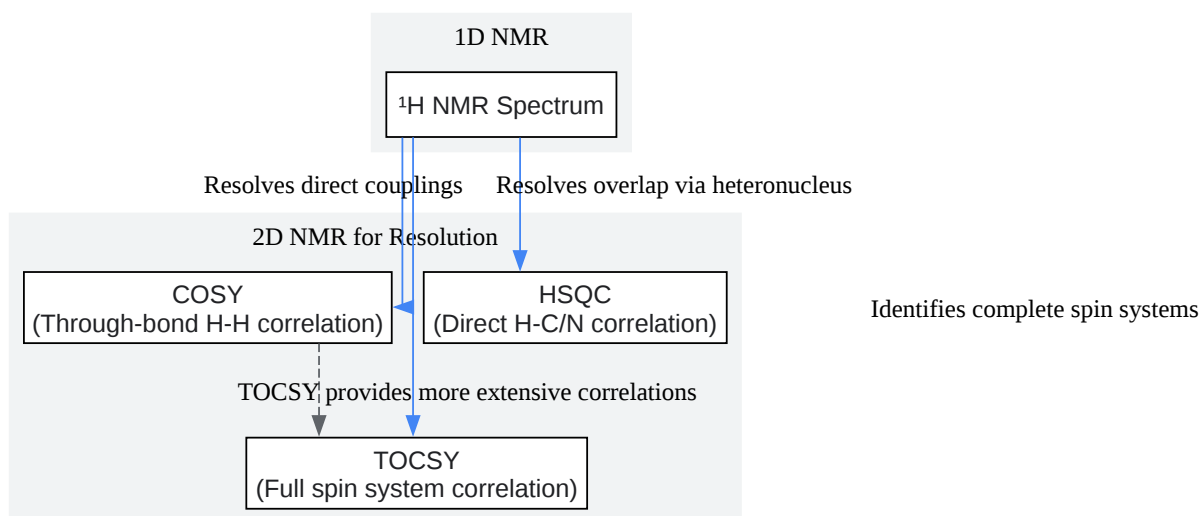 1D NMR
¹H NMR Spectrum
Resolves direct couplings
Resolves overlap via heteronucleus
2D NMR for Resolution
COSY
(Through-bond H-H correlation)
HSQC
(Direct H-C/N correlation)
Identifies complete spin systems
TOCSY provides more extensive correlations
TOCSY
(Full spin system correlation)